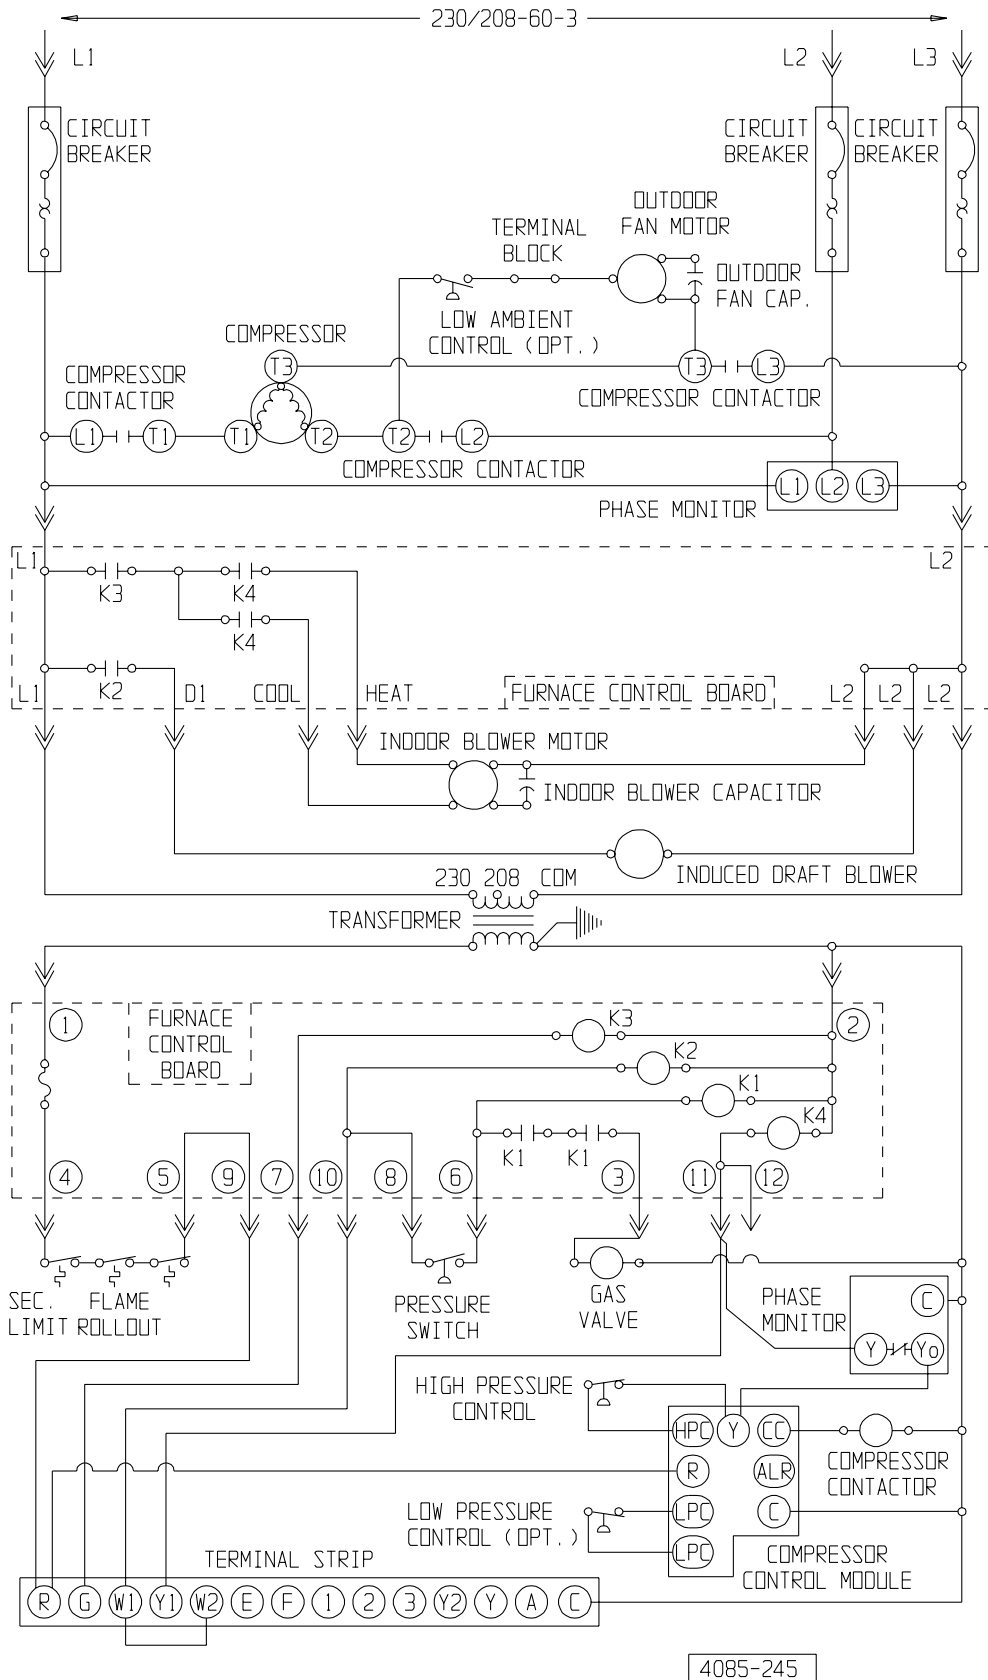 230/208-60-3
L1
L2
L3
CIRCUIT
BREAKER
CIRCUIT
BREAKER
CIRCUIT
BREAKER
OUTDOOR
FAN MOTOR
TERMINAL
BLOCK
OUTDOOR
FAN CAP.
LOW AMBIENT
CONTROL (OPT.)
COMPRESSOR
T3
T3
L3
COMPRESSOR
CONTACTOR
COMPRESSOR CONTACTOR
L1
T1
T1
T2
T2
L2
COMPRESSOR CONTACTOR
L1
L2
L3
PHASE MONITOR
L1
L2
K3
K4
K4
K2
L1
D1
COOL
HEAT
FURNACE CONTROL BOARD
L2
L2
L2
INDOOR BLOWER MOTOR
INDOOR BLOWER CAPACITOR
INDUCED DRAFT BLOWER
230 208 COM
TRANSFORMER
1
FURNACE
CONTROL
BOARD
K3
2
K2
K1
K4
K1
K1
4
5
9
7
10
8
6
3
11
12
SEC.
LIMIT
FLAME
ROLLOUT
PRESSURE
SWITCH
GAS
VALVE
PHASE
MONITOR
C
Y
Yo
HIGH PRESSURE
CONTROL
HPC
Y
CC
COMPRESSOR
CONTACTOR
R
ALR
LOW PRESSURE
CONTROL (OPT.)
LPC
C
LPC
COMPRESSOR
CONTROL MODULE
TERMINAL STRIP
R G W1 Y1 W2 E F 1 2 3 Y2 Y A C
4085-245